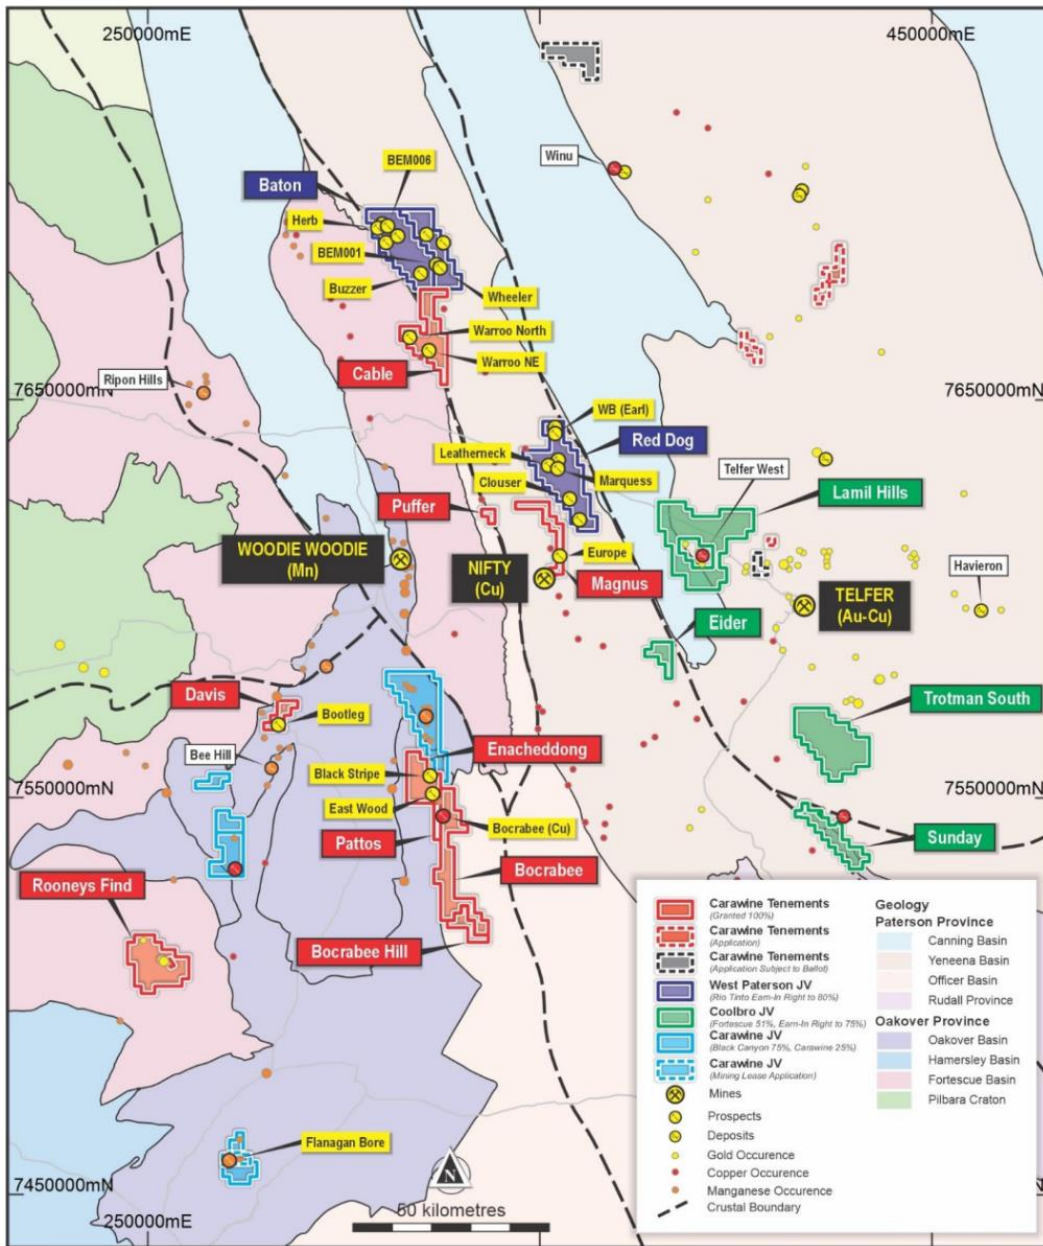 250000mE
450000mE
BEM006
Winu
Baton
Herb
BEM001
Buzzer
Wheeler
Warroo North
Warroo NE
Cable
Ripon Hills
7650000mN
7650000mN
WB (Earl)
Red Dog
Leatherneck
Telfer West
Clouser
Marquess
Lamil Hills
Puffer
WOODIE WOODIE
(Mn)
NIFTY
(Cu)
Europe
Magnus
Havieron
TELFER
(Au-Cu)
Eider
Davis
Trotman South
Bootleg
Enacheddong
Bee Hill
Black Stripe
7550000mN
7550000mN
East Wood
Bocrabee (Cu)
Pattos
Sunday
Rooneys Find
Bocrabee
Bocrabee Hill
Flanagan Bore
7450000mN
7450000mN
250000mE
N
50 kilometres
Carawine Tenements
(Granted 100%)
Carawine Tenements
(Application)
Carawine Tenements
(Application Subject to Ballot)
West Paterson JV
(Rio Tinto Earn-In Right to 80%)
Coolbro JV
(Fortescue 51%, Earn-In Right to 75%)
Carawine JV
(Black Canyon 75%, Carawine 25%)
Carawine JV
(Mining Lease Application)
Mines
Prospects
Deposits
Gold Occurence
Copper Occurence
Manganese Occurence
Crustal Boundary
Geology
Paterson Province
Canning Basin
Yeneena Basin
Officer Basin
Rudall Province
Oakover Province
Oakover Basin
Hamersley Basin
Fortescue Basin
Pilbara Craton